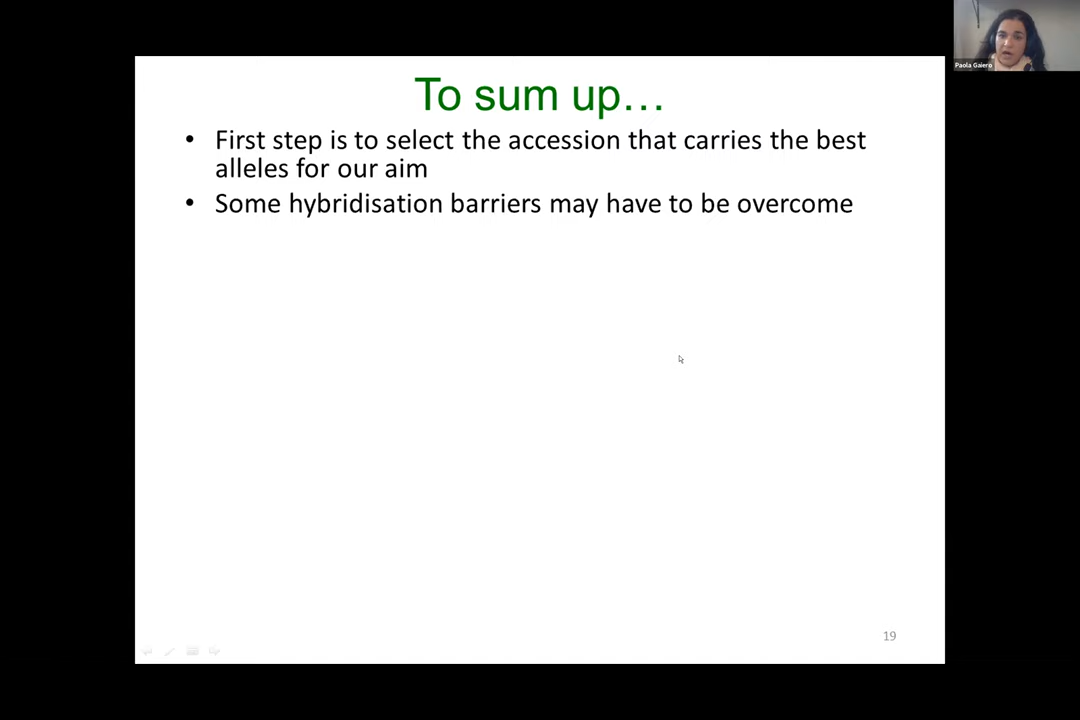 To sum up...
• First step is to select the accession that carries the best
alleles for our aim
• Some hybridisation barriers may have to be overcome
19
Paola Gaiero